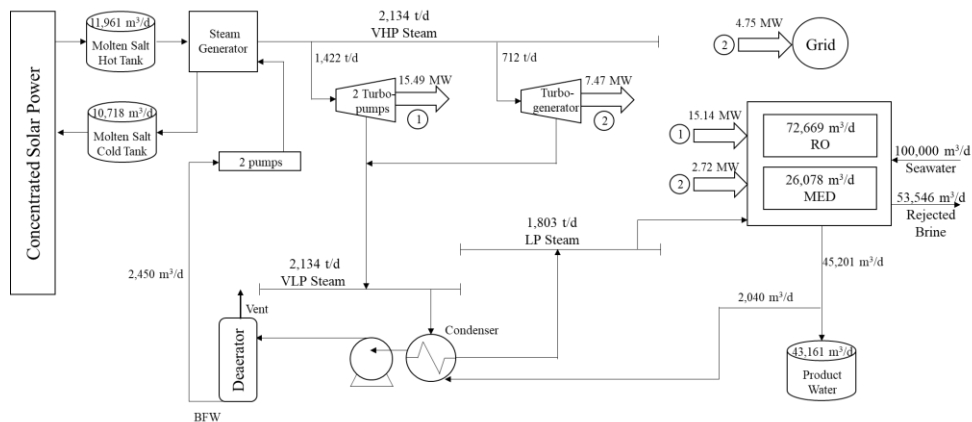 Concentrated Solar Power
11,961 m³/d
Molten Salt
Hot Tank
10,718 m³/d
Molten Salt
Cold Tank
Steam
Generator
2 pumps
2,134 t/d
VHP Steam
1,422 t/d
2 Turbo-
pumps
15.49 MW
1
712 t/d
Turbo-
generator
7.47 MW
2
4.75 MW
2
Grid
15.14 MW
1
2.72 MW
2
72,669 m³/d
RO
26,078 m³/d
MED
100,000 m³/d
Seawater
53,546 m³/d
Rejected
Brine
1,803 t/d
LP Steam
2,134 t/d
VLP Steam
2,450 m³/d
Vent
Deaerator
BFW
Condenser
45,201 m³/d
2,040 m³/d
43,161 m³/d
Product
Water